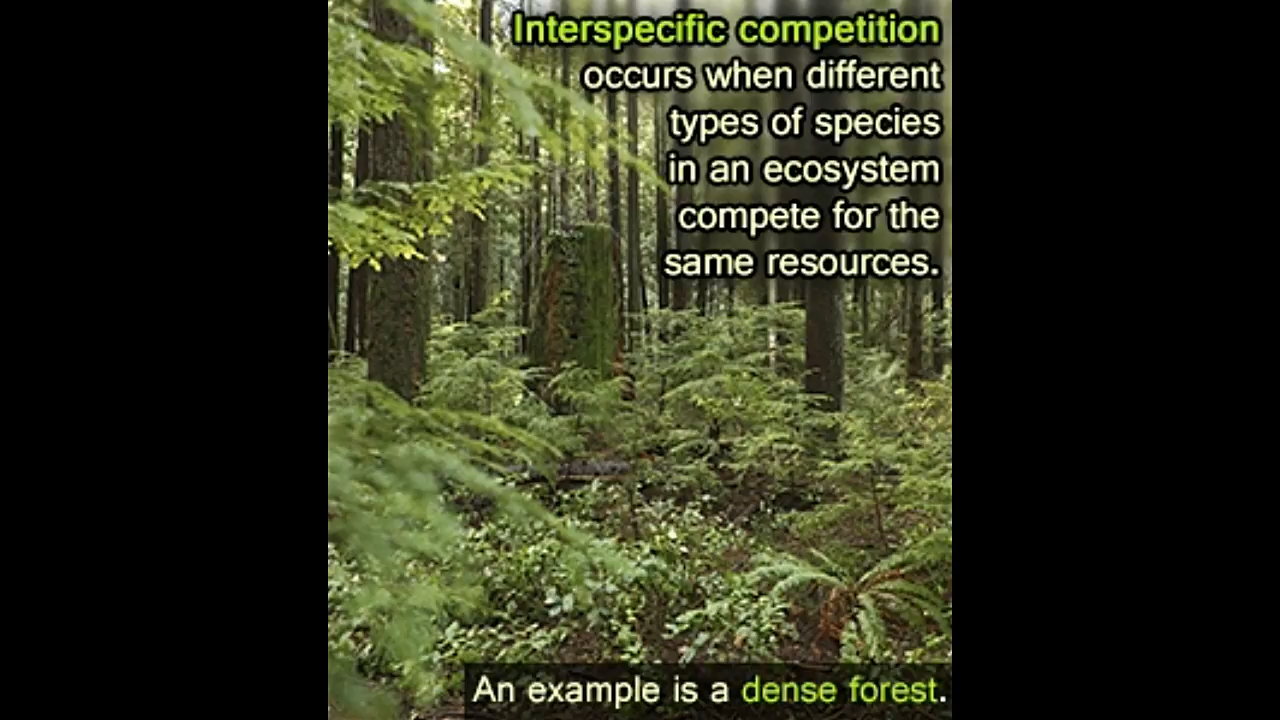 Interspecific competition
occurs when different
types of species
in an ecosystem
compete for the
same resources.
An example is a dense forest.